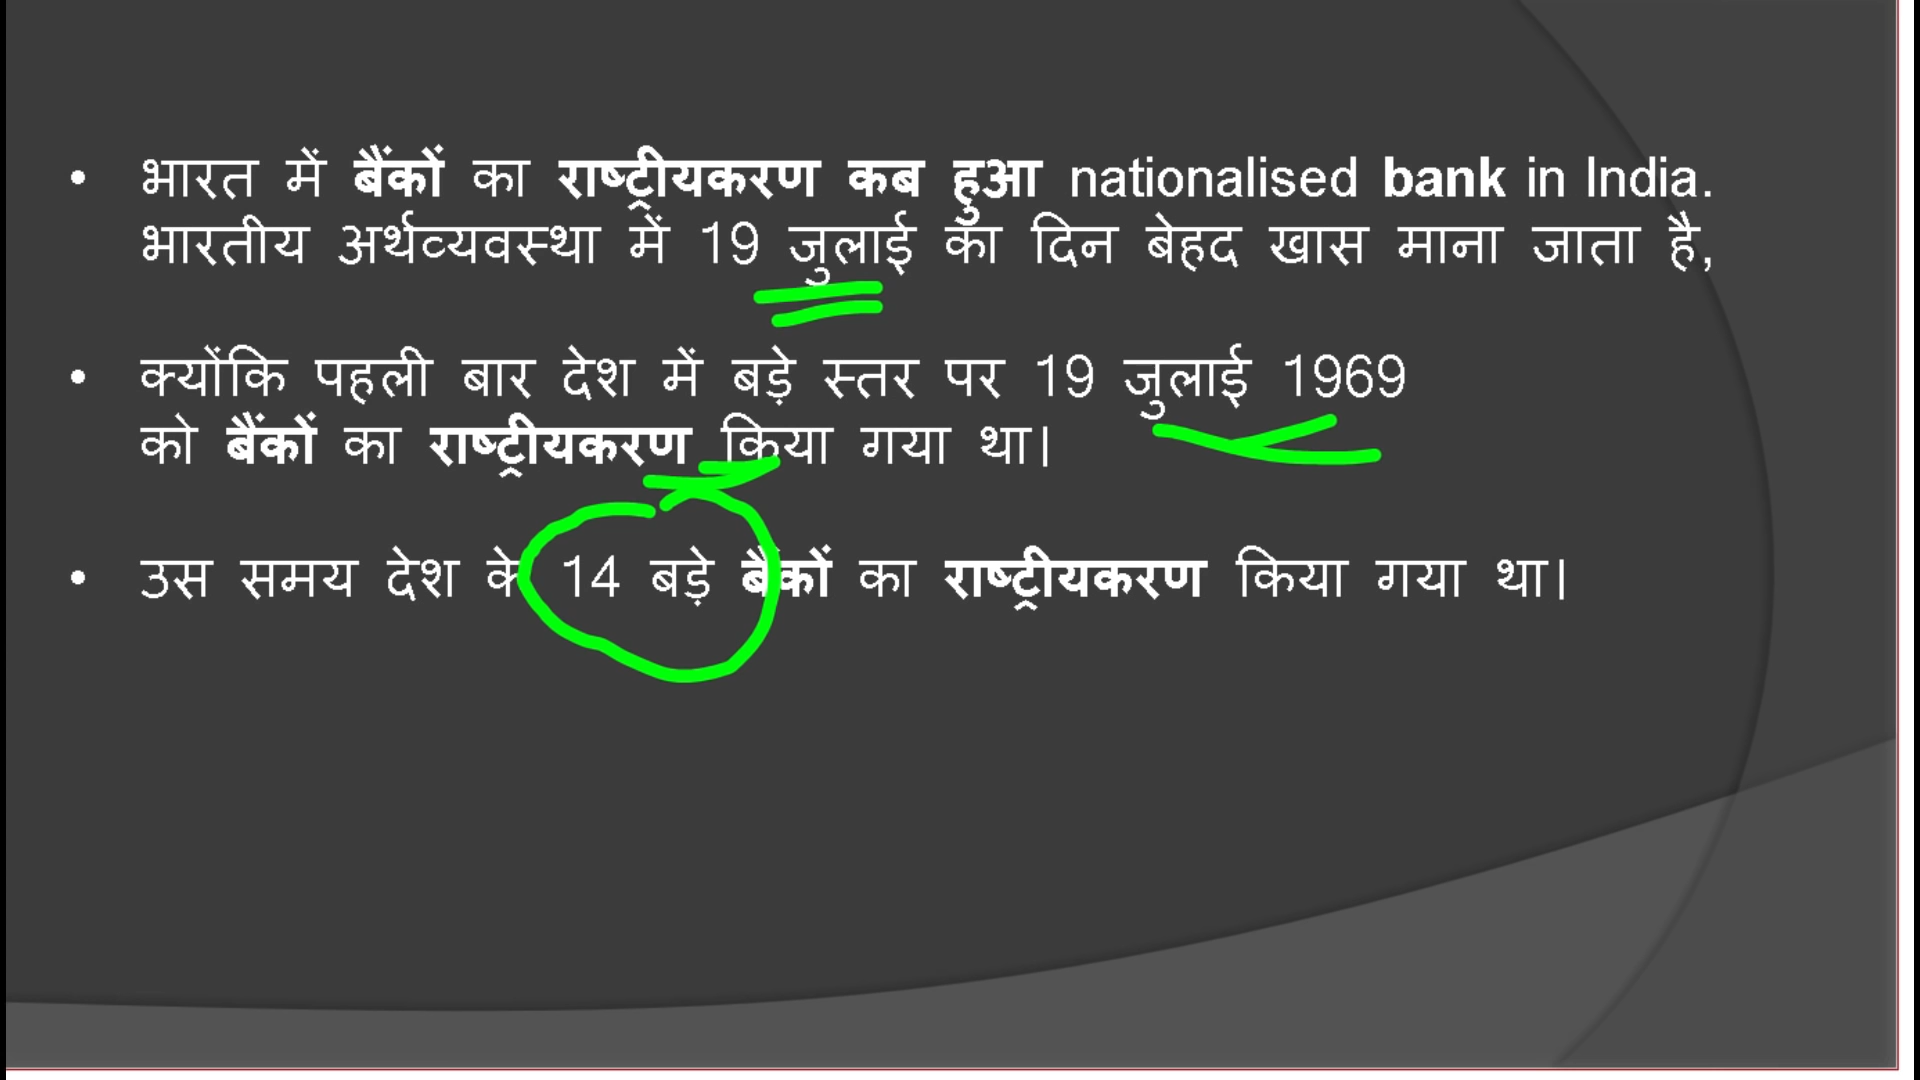 • भारत में बैंकों का राष्ट्रीयकरण कब हुआ nationalised bank in India.
भारतीय अर्थव्यवस्था में 19 जुलाई का दिन बेहद खास माना जाता है,
• क्योंकि पहली बार देश में बड़े स्तर पर 19 जुलाई 1969
को बैंकों का राष्ट्रीयकरण किया गया था।
• उस समय देश के 14 बड़े बैंकों का राष्ट्रीयकरण किया गया था।